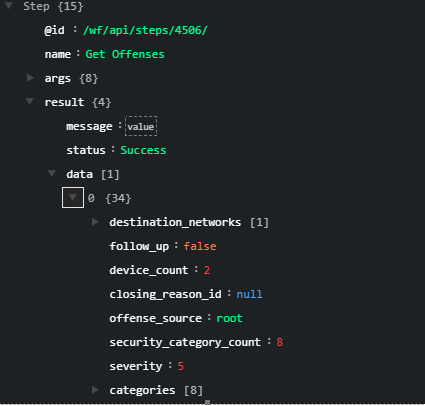 Step {15}
@id : /wf/api/steps/4506/
name : Get Offenses
args {8}
result {4}
message : value
status : Success
data [1]
0 {34}
destination_networks [1]
follow_up : false
device_count : 2
closing_reason_id : null
offense_source : root
security_category_count : 8
severity : 5
categories [8]